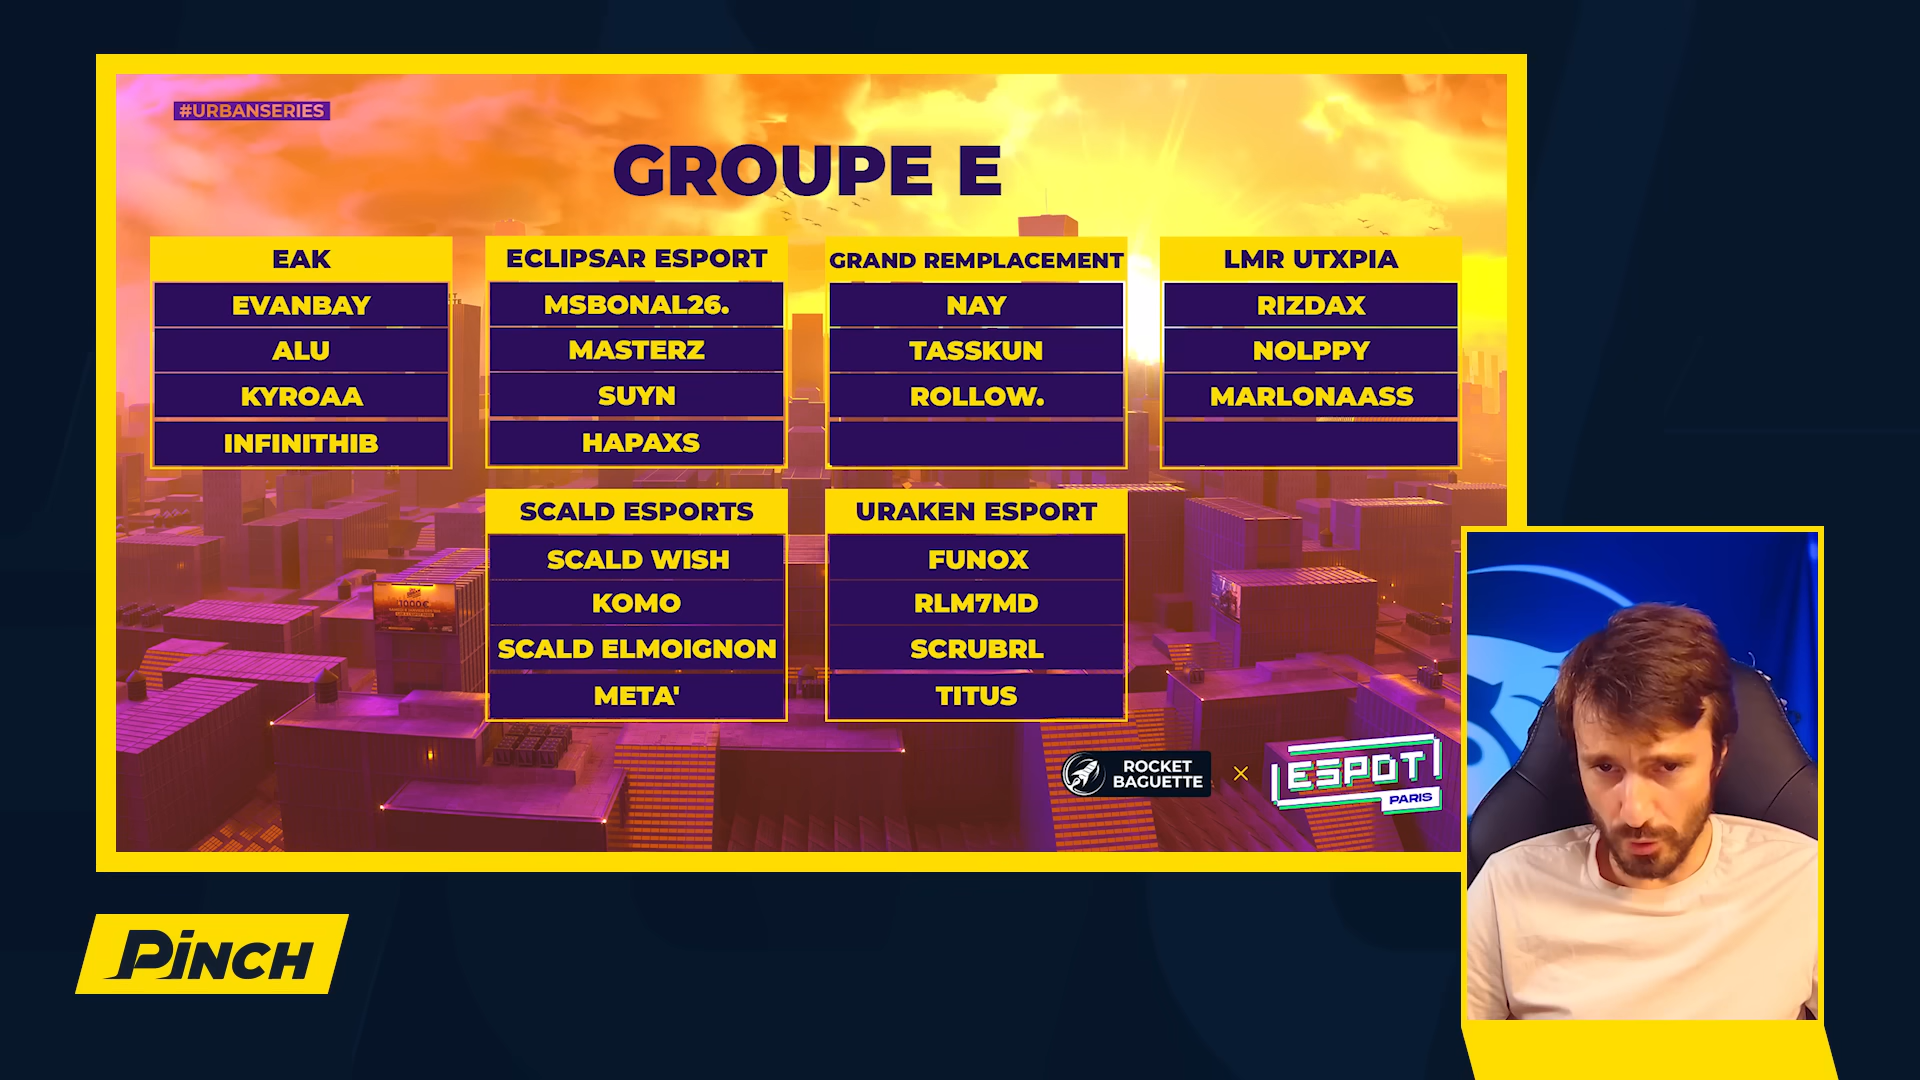 #URBANSERIES
GROUPE E
EAK
EVANBAY
ALU
KYROAA
INFINITHIB
ECLIPSAR ESPORT
MSBONAL26.
MASTERZ
SUYN
HAPAXS
GRAND REMPLACEMENT
NAY
TASSKUN
ROLLOW.
LMR UTXPIA
RIZDAX
NOLPPY
MARLONAASS
SCALD ESPORTS
SCALD WISH
KOMO
SCALD ELMOIGNON
META'
URAKEN ESPORT
FUNOX
RLM7MD
SCRUBRL
TITUS
1000€
ROCKET
BAGUETTE
×
ESPOT
PARIS
PiNCH